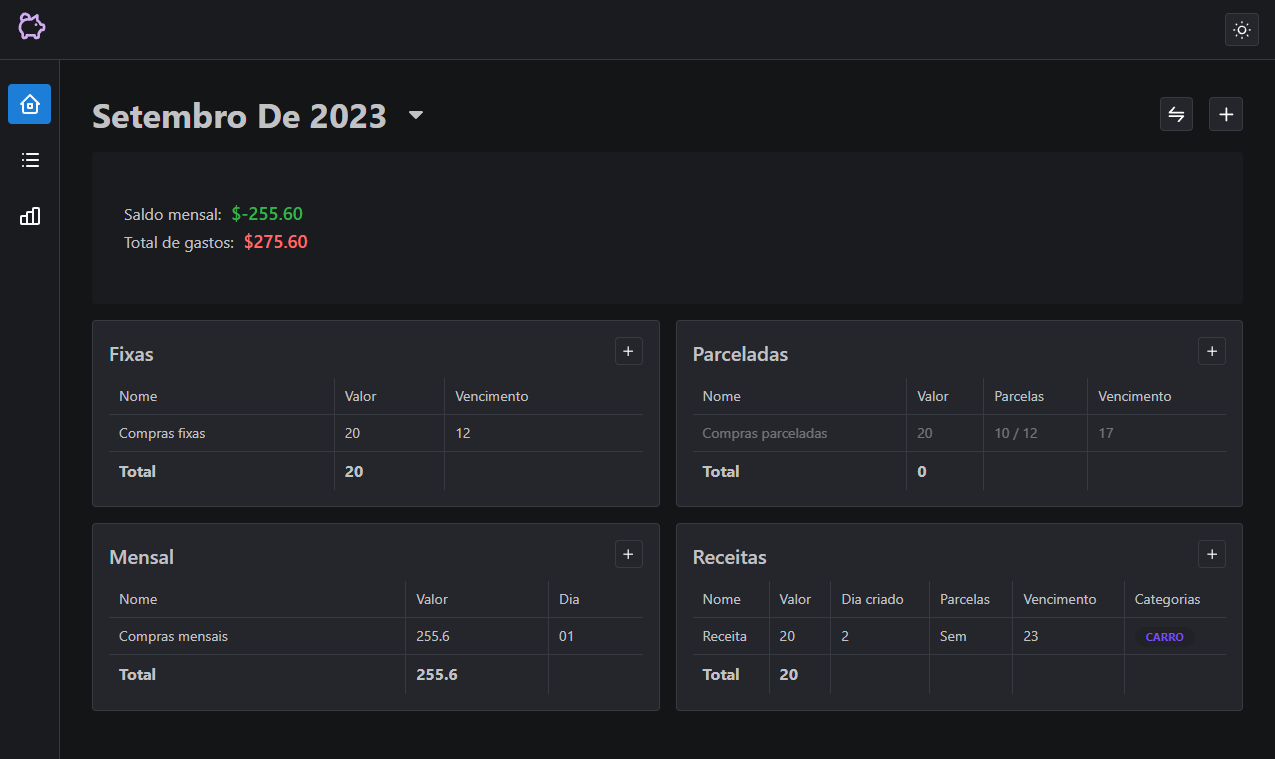 Setembro De 2023
Saldo mensal: $-255.60
Total de gastos: $275.60
Fixas
Nome Valor Vencimento
Compras fixas 20 12
Total 20
Parceladas
Nome Valor Parcelas Vencimento
Compras parceladas 20 10 / 12 17
Total 0
Mensal
Nome Valor Dia
Compras mensais 255.6 01
Total 255.6
Receitas
Nome Valor Dia criado Parcelas Vencimento Categorias
Receita 20 2 Sem 23 CARRO
Total 20